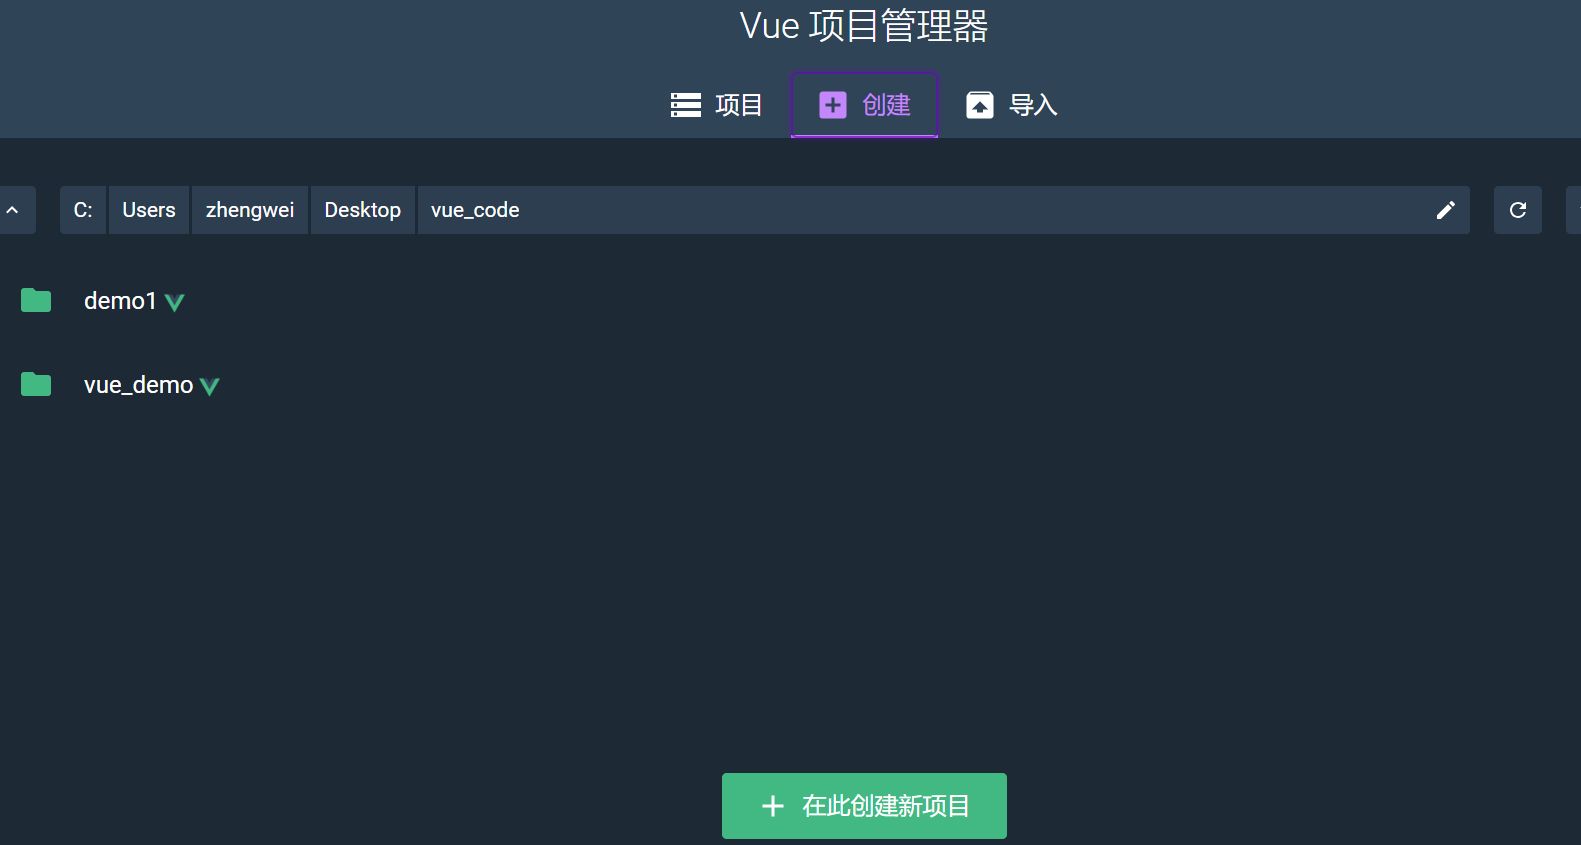 Vue 项目管理器
项目 创建 导入
C: Users zhengwei Desktop vue_code
demo1
vue_demo
在此创建新项目